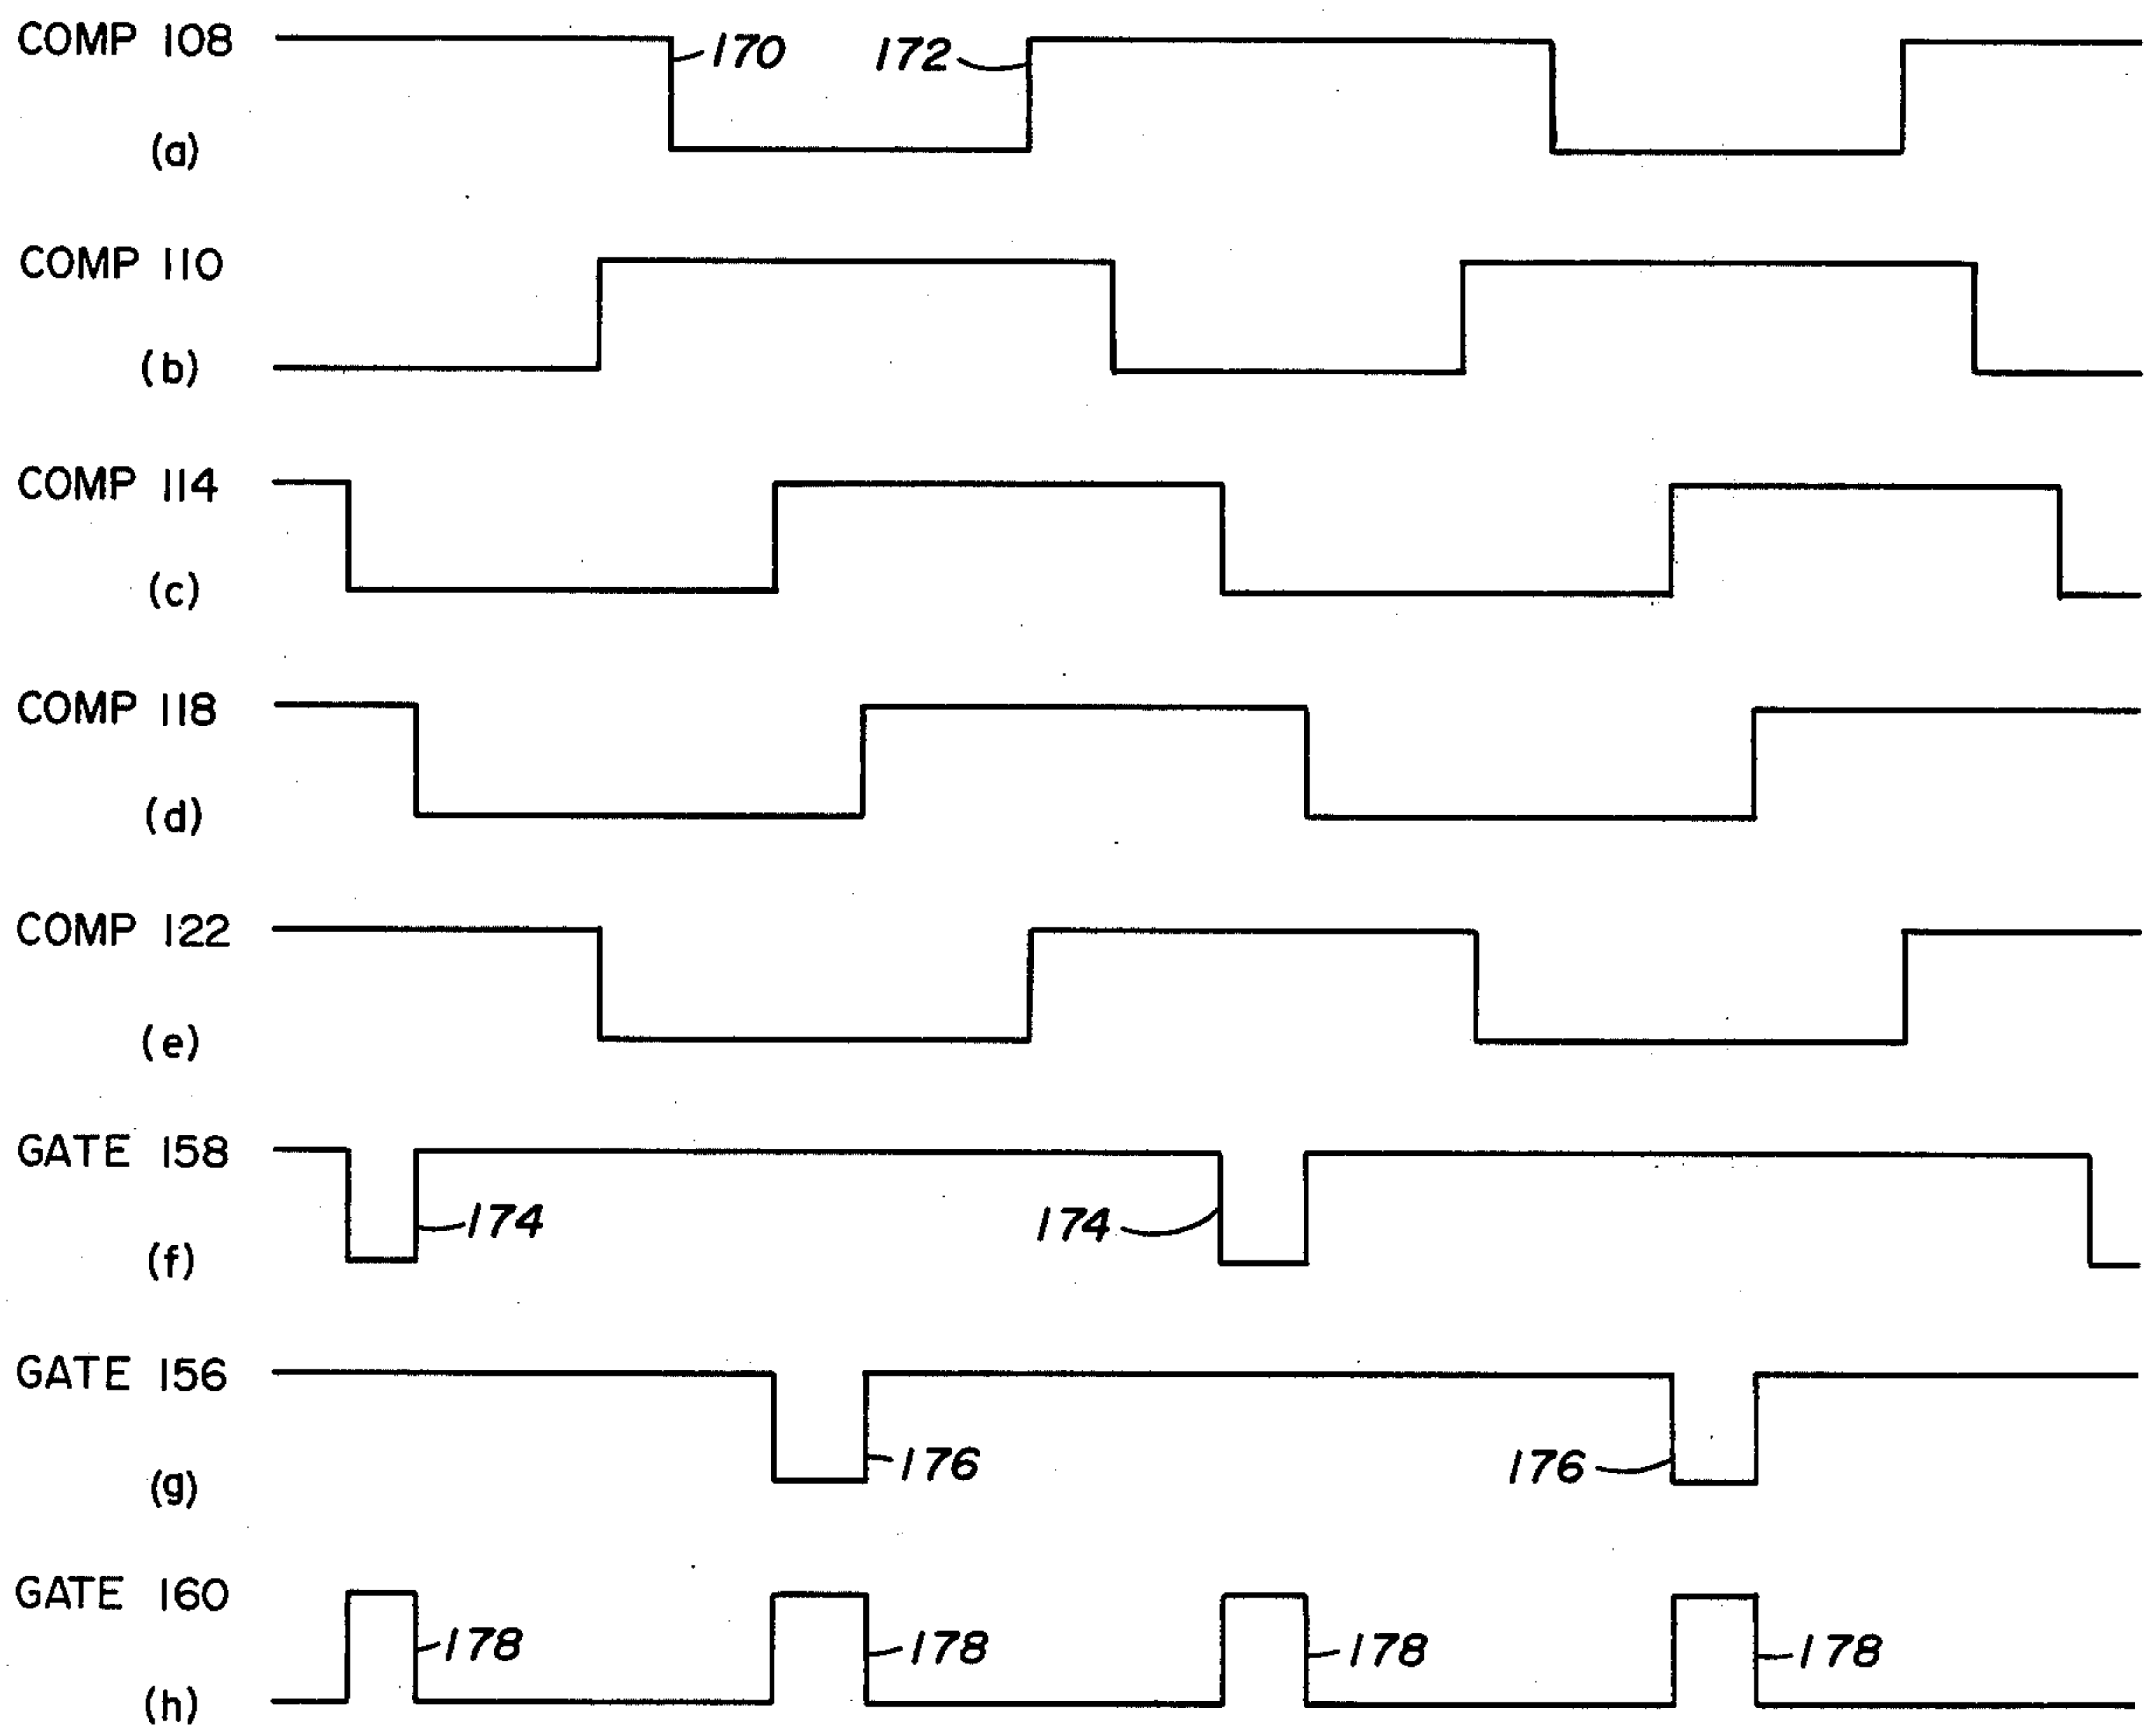 COMP 108
170
172
(a)
COMP 110
(b)
COMP 114
(c)
COMP 118
(d)
COMP 122
(e)
GATE 158
174
174
(f)
GATE 156
176
176
(g)
GATE 160
178
178
178
178
(h)